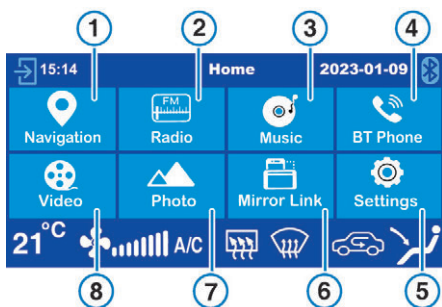 1 2 3 4
15:14 Home 2023-01-09
FM
Navigation Radio Music BT Phone
Video Photo Mirror Link Settings
21°C A/C
8 7 6 5